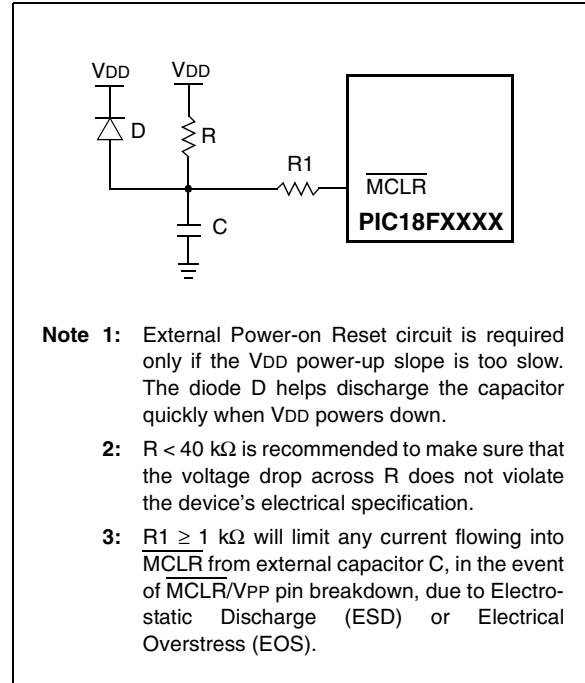 VDD VDD
D
R
R1
C
MCLR
PIC18FXXXX
Note 1: External Power-on Reset circuit is required
only if the VDD power-up slope is too slow.
The diode D helps discharge the capacitor
quickly when VDD powers down.
2: R < 40 kΩ is recommended to make sure that
the voltage drop across R does not violate
the device's electrical specification.
3: R1 ≥ 1 kΩ will limit any current flowing into
MCLR from external capacitor C, in the event
of MCLR/VPP pin breakdown, due to Electro-
static Discharge (ESD) or Electrical
Overstress (EOS).